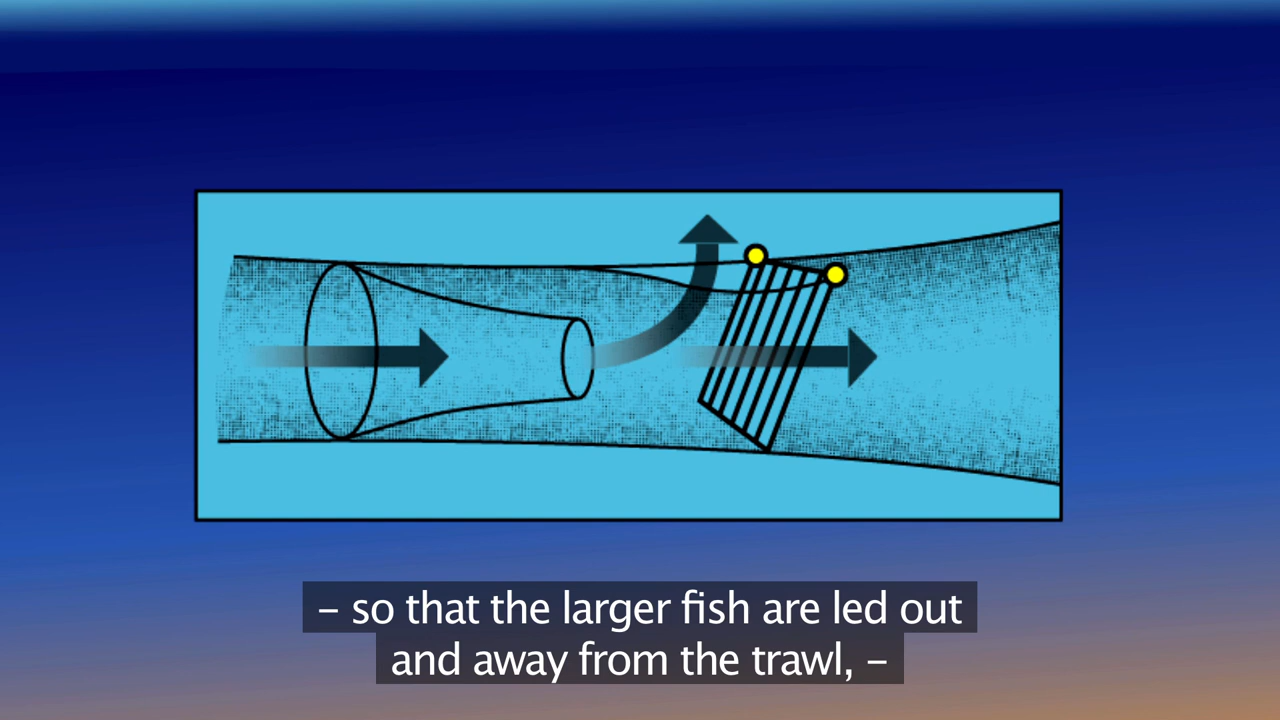 – so that the larger fish are led out
and away from the trawl, –